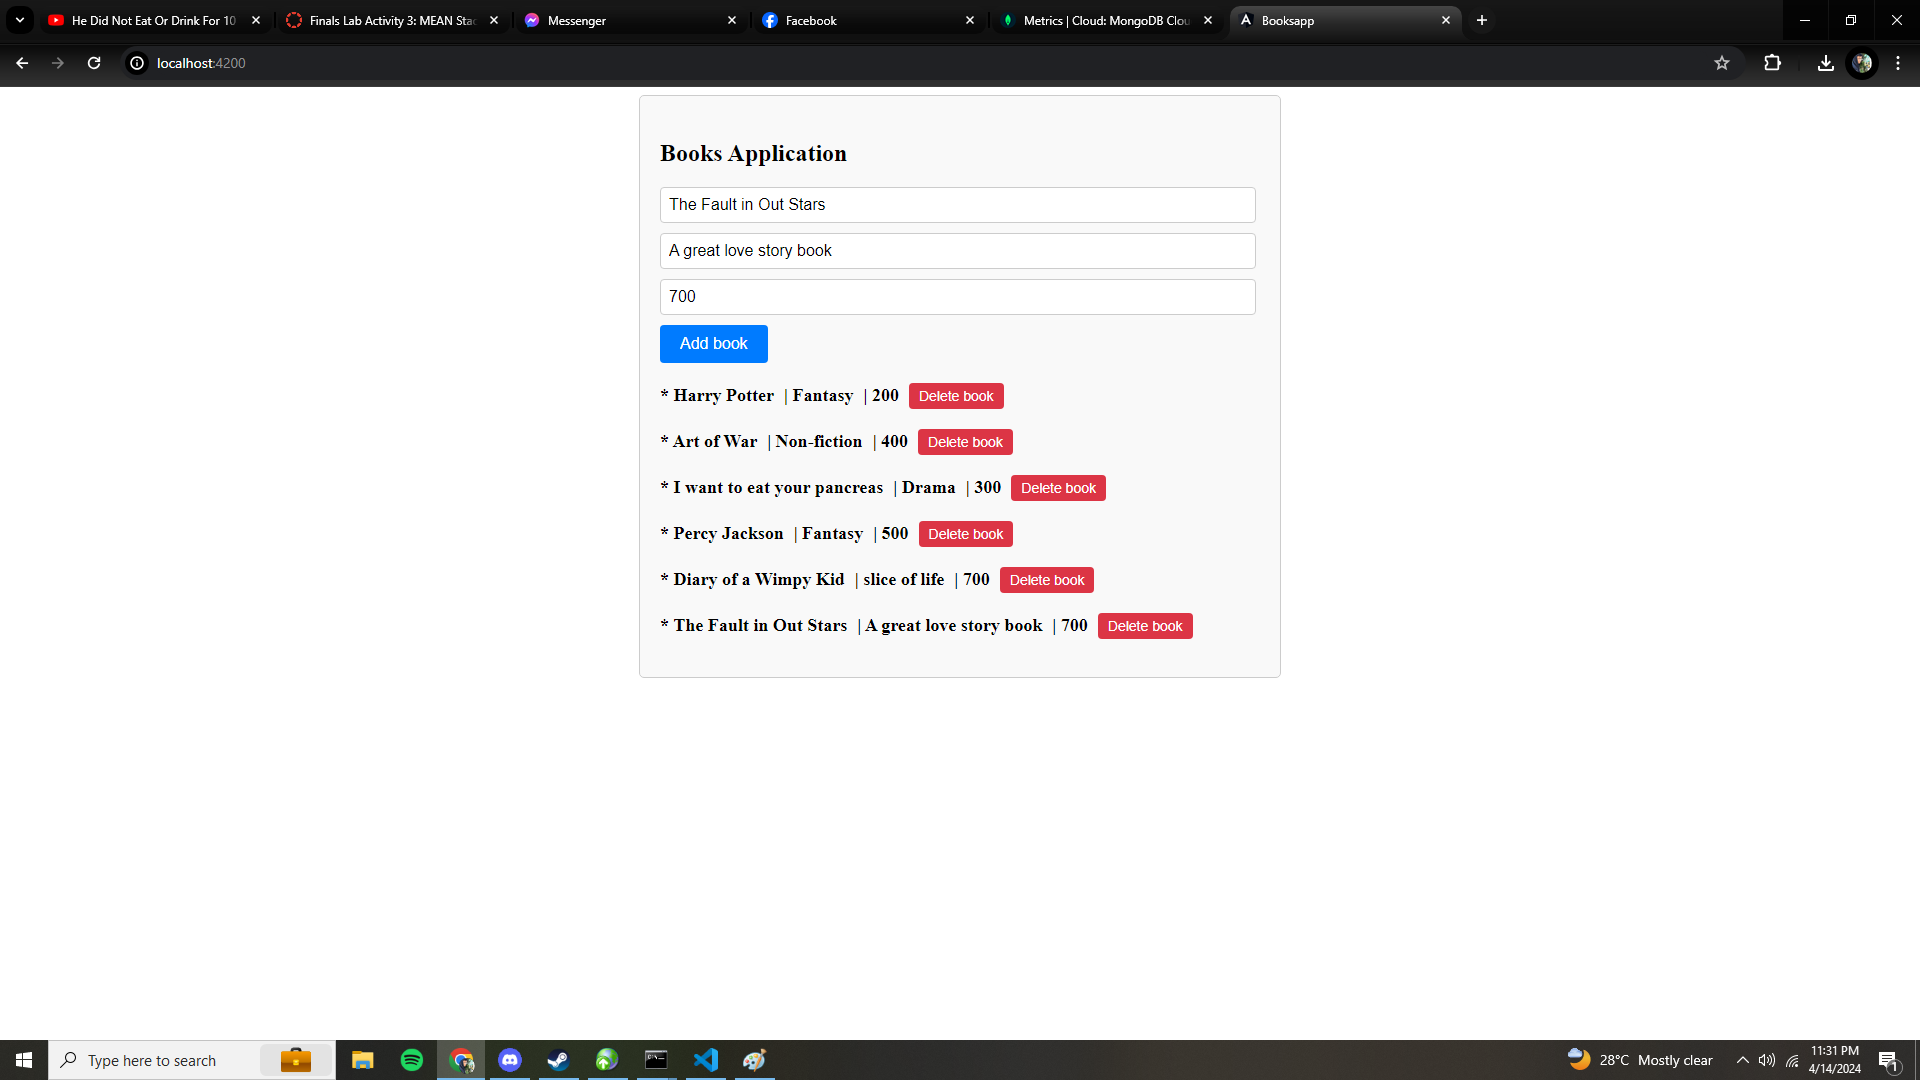 He Did Not Eat Or Drink For 10
Finals Lab Activity 3: MEAN Stac
Messenger
Facebook
Metrics | Cloud: MongoDB Clou
Booksapp
localhost:4200
Books Application
The Fault in Out Stars
A great love story book
700
Add book
* Harry Potter | Fantasy | 200 Delete book
* Art of War | Non-fiction | 400 Delete book
* I want to eat your pancreas | Drama | 300 Delete book
* Percy Jackson | Fantasy | 500 Delete book
* Diary of a Wimpy Kid | slice of life | 700 Delete book
* The Fault in Out Stars | A great love story book | 700 Delete book
Type here to search
28°C Mostly clear
11:31 PM
4/14/2024
1